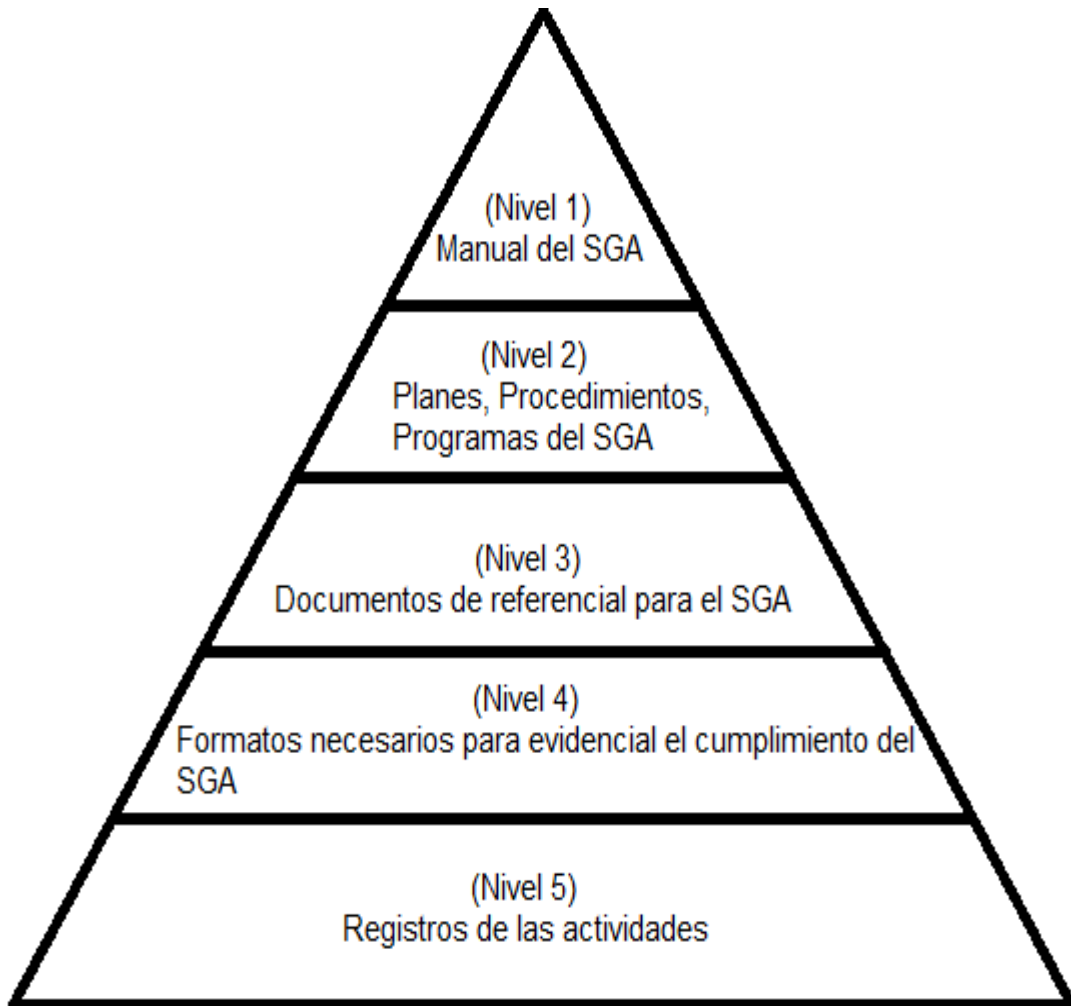 (Nivel 1)
Manual del SGA
(Nivel 2)
Planes, Procedimientos,
Programas del SGA
(Nivel 3)
Documentos de referencial para el SGA
(Nivel 4)
Formatos necesarios para evidencial el cumplimiento del
SGA
(Nivel 5)
Registros de las actividades